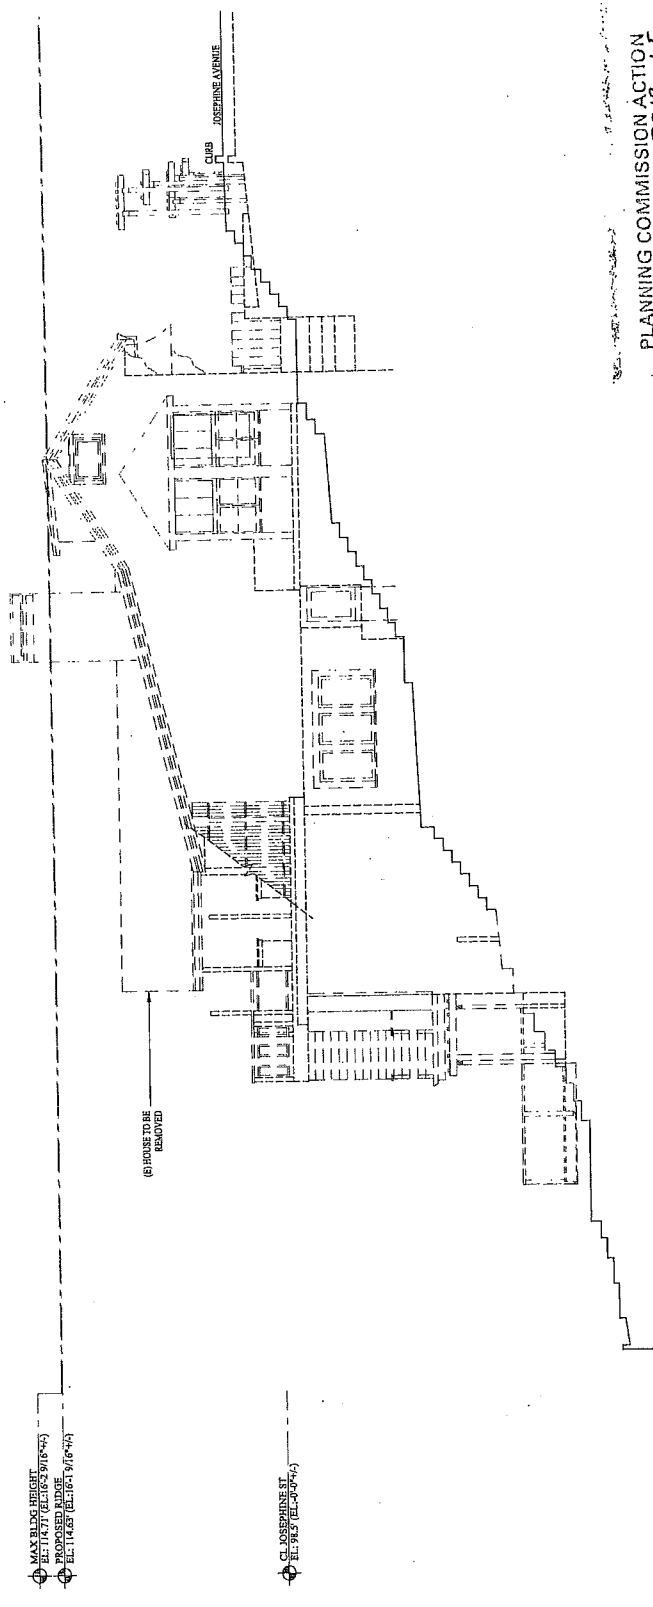 PLANNING COMMISSION ACTION
JOSEPHINE AVENUE
CURB
(E) HOUSE TO BE
REMOVED
MAX BLDG HEIGHT
EL: 114.71' (EL:16'-2 9/16"+/-)
PROPOSED RIDGE
EL: 114.63' (EL:16'-1 9/16"+/-)
CL JOSEPHINE ST
EL: 98.5' (EL:-0'-0"+/-)